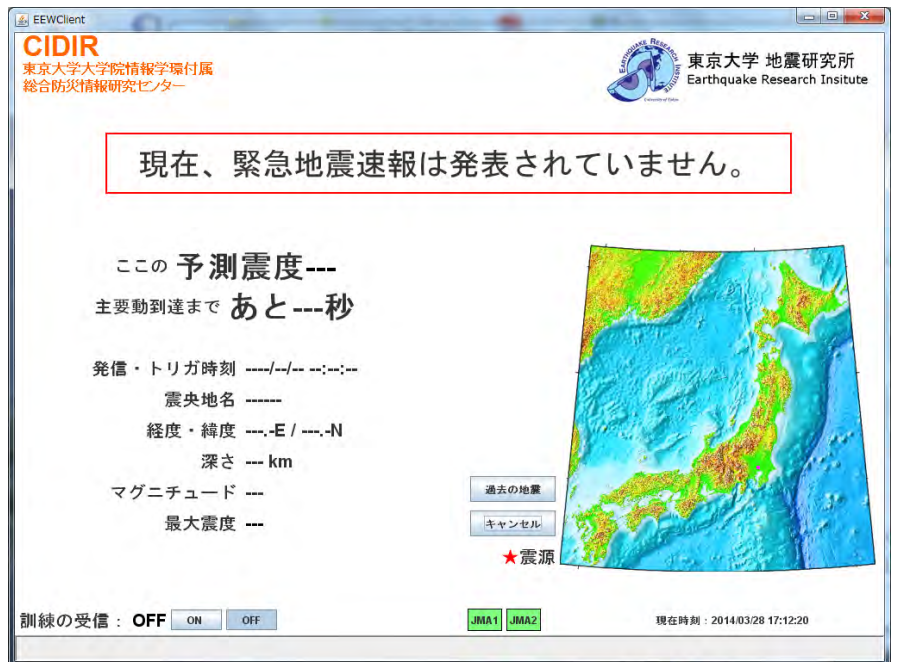 EEWClient
CIDIR
東京大学大学院情報学環付属
総合防災情報研究センター
EARTHQUAKE RESEARCH INSTITUTE
University of Tokyo
東京大学 地震研究所
Earthquake Research Insitute
現在、緊急地震速報は発表されていません。
ここの 予測震度---
主要動到達まで あと---秒
発信・トリガ時刻 ----/--/-- --:--:--
震央地名 ------
経度・緯度 ---.-E / ---.-N
深さ --- km
マグニチュード ---
最大震度 ---
過去の地震
キャンセル
★震源
訓練の受信： OFF ON OFF
JMA1 JMA2
現在時刻：2014/03/28 17:12:20